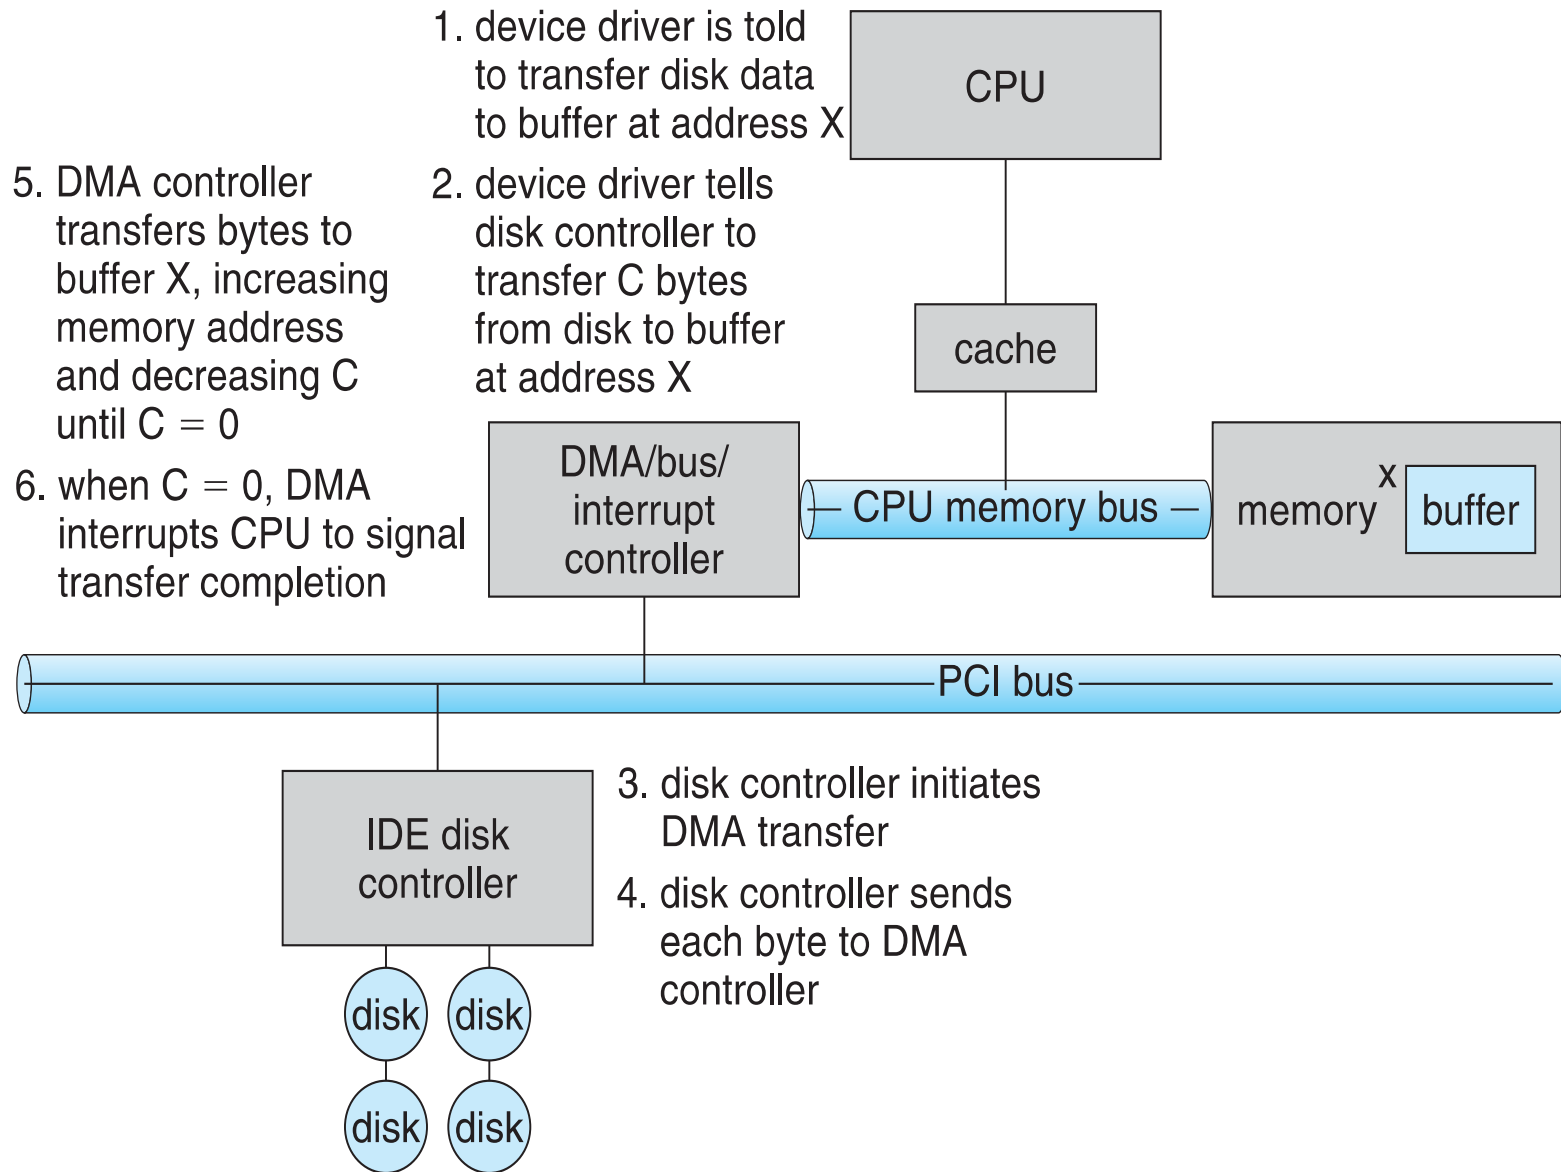 1. device driver is told
to transfer disk data
to buffer at address X
CPU
5. DMA controller
transfers bytes to
buffer X, increasing
memory address
and decreasing C
until C = 0
2. device driver tells
disk controller to
transfer C bytes
from disk to buffer
at address X
cache
6. when C = 0, DMA
interrupts CPU to signal
transfer completion
DMA/bus/
interrupt
controller
CPU memory bus
memory
x
buffer
PCI bus
IDE disk
controller
3. disk controller initiates
DMA transfer
4. disk controller sends
each byte to DMA
controller
disk
disk
disk
disk